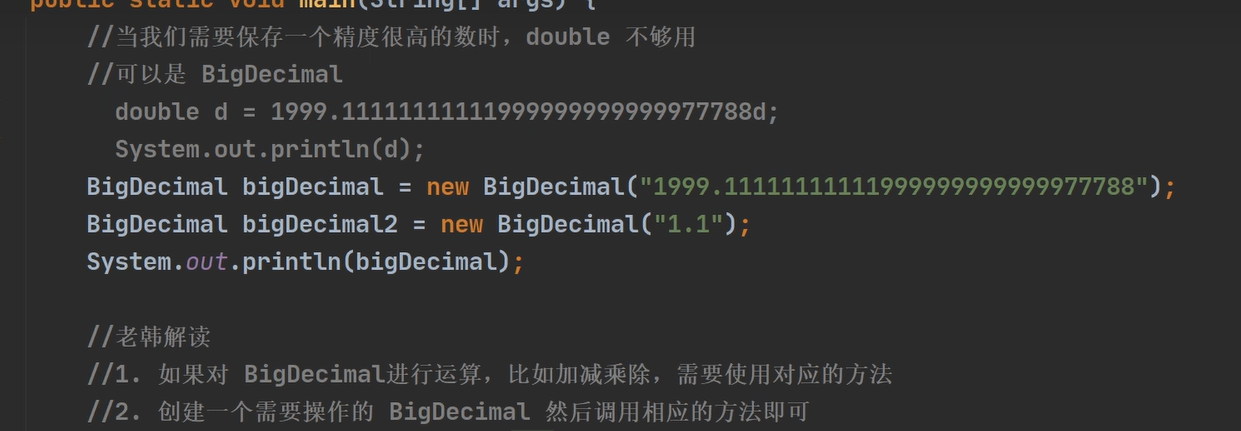 public static void main(String[] args) {
//当我们需要保存一个精度很高的数时，double 不够用
//可以是 BigDecimal
double d = 1999.11111111111999999999999977788d;
System.out.println(d);
BigDecimal bigDecimal = new BigDecimal("1999.11111111111999999999999977788");
BigDecimal bigDecimal2 = new BigDecimal("1.1");
System.out.println(bigDecimal);
//老韩解读
//1. 如果对 BigDecimal进行运算，比如加减乘除，需要使用对应的方法
//2. 创建一个需要操作的 BigDecimal 然后调用相应的方法即可